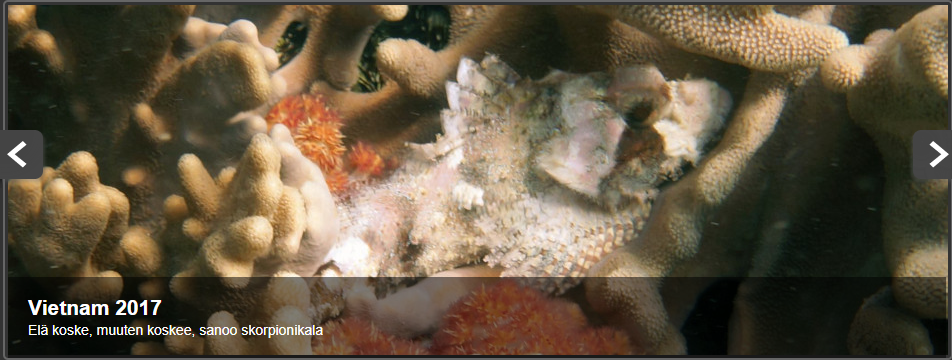 Vietnam 2017
Elä koske, muuten koskee, sanoo skorpionikala